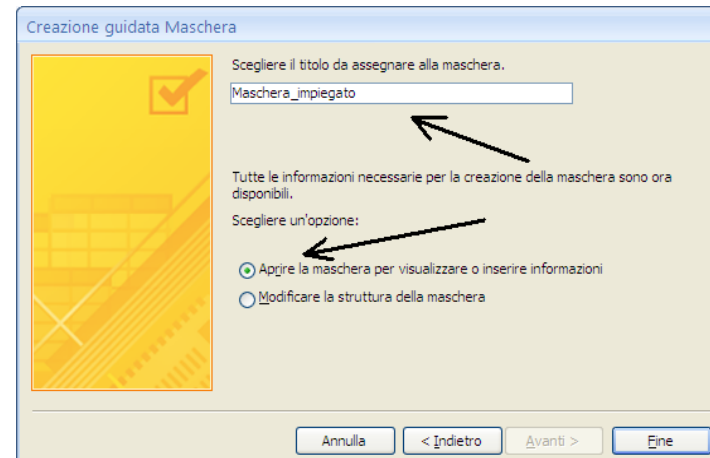 Creazione guidata Maschera
Scegliere il titolo da assegnare alla maschera.
Maschera_impiegato
Tutte le informazioni necessarie per la creazione della maschera sono ora
disponibili.
Scegliere un'opzione:
Aprire la maschera per visualizzare o inserire informazioni
Modificare la struttura della maschera
Annulla
< Indietro
Avanti >
Fine